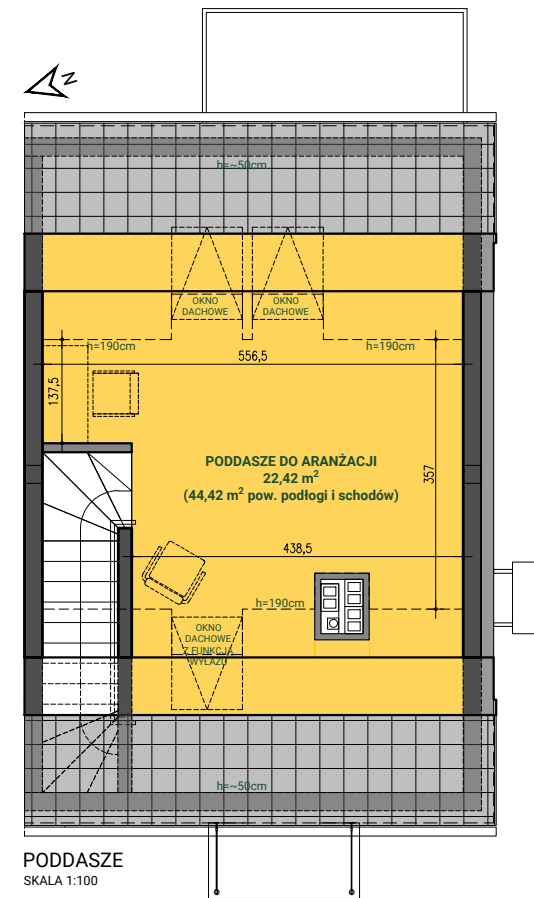 N
h=~50cm
OKNO
DACHOWE
OKNO
DACHOWE
h=190cm
h=190cm
556,5
137,5
357
PODDASZE DO ARANŻACJI
22,42 m²
(44,42 m² pow. podłogi i schodów)
438,5
h=190cm
OKNO
DACHOWE
Z FUNKCJĄ
WYŁAZU
h=~50cm
PODDASZE
SKALA 1:100